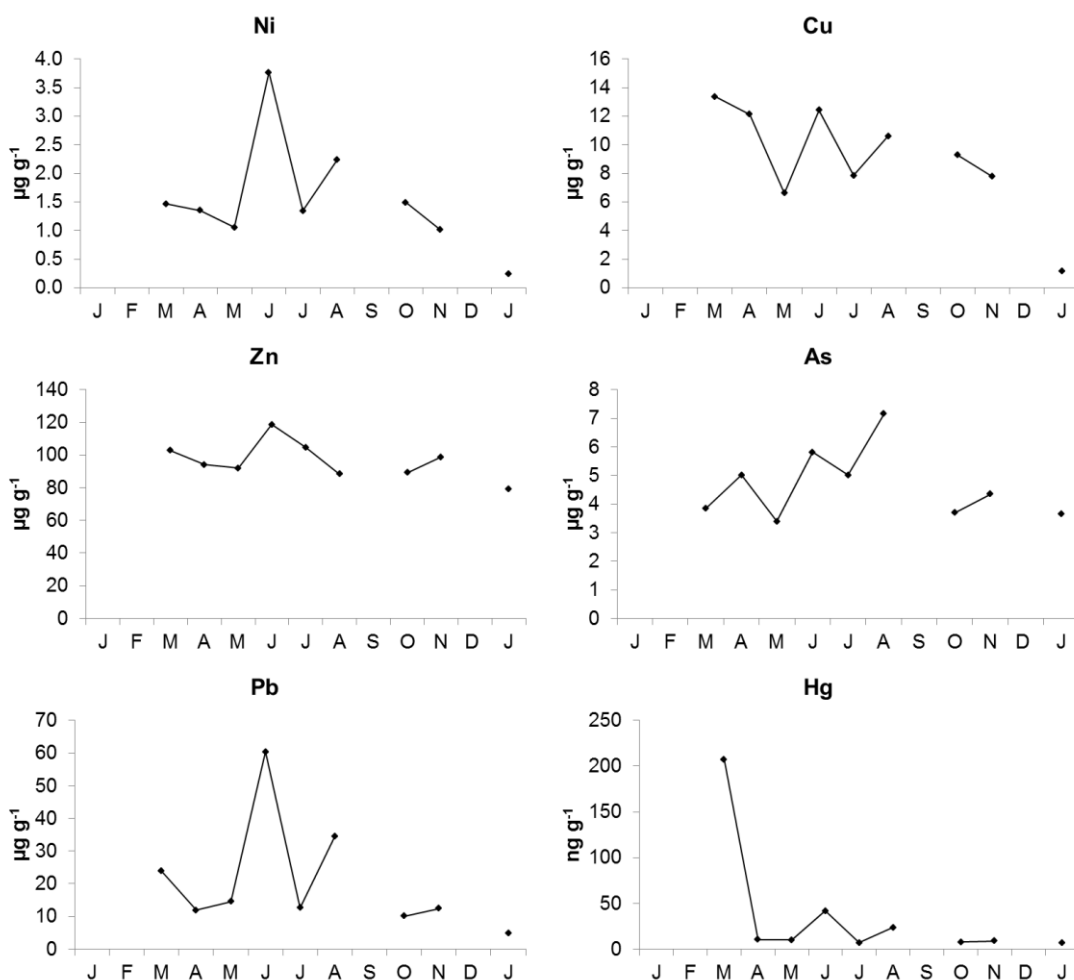 Ni
4.0
3.5
3.0
2.5
2.0
1.5
1.0
0.5
0.0
µg g⁻¹
J F M A M J J A S O N D J
Cu
16
14
12
10
8
6
4
2
0
µg g⁻¹
J F M A M J J A S O N D J
Zn
140
120
100
80
60
40
20
0
µg g⁻¹
J F M A M J J A S O N D J
As
8
7
6
5
4
3
2
1
0
µg g⁻¹
J F M A M J J A S O N D J
Pb
70
60
50
40
30
20
10
0
µg g⁻¹
J F M A M J J A S O N D J
Hg
250
200
150
100
50
0
ng g⁻¹
J F M A M J J A S O N D J